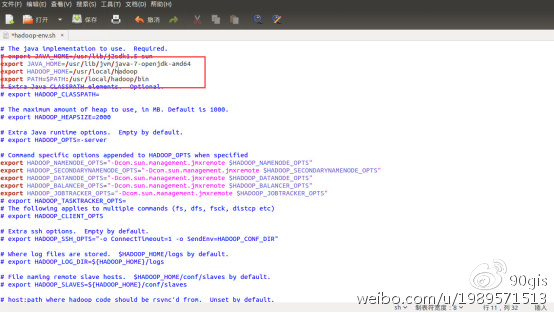 文件(F) 编辑(E) 查看(V) 搜索(S) 工具(T) 文档(D) 帮助(H)
打开 保存 撤消
*hadoop-env.sh ×
# The java implementation to use.  Required.
# export JAVA_HOME=/usr/lib/j2sdk1.5-sun
export JAVA_HOME=/usr/lib/jvm/java-7-openjdk-amd64
export HADOOP_HOME=/usr/local/hadoop
export PATH=$PATH:/usr/local/hadoop/bin
# Extra Java CLASSPATH elements.  Optional.
# export HADOOP_CLASSPATH=
# The maximum amount of heap to use, in MB. Default is 1000.
# export HADOOP_HEAPSIZE=2000
# Extra Java runtime options.  Empty by default.
# export HADOOP_OPTS=-server
# Command specific options appended to HADOOP_OPTS when specified
export HADOOP_NAMENODE_OPTS="-Dcom.sun.management.jmxremote $HADOOP_NAMENODE_OPTS"
export HADOOP_SECONDARYNAMENODE_OPTS="-Dcom.sun.management.jmxremote $HADOOP_SECONDARYNAMENODE_OPTS"
export HADOOP_DATANODE_OPTS="-Dcom.sun.management.jmxremote $HADOOP_DATANODE_OPTS"
export HADOOP_BALANCER_OPTS="-Dcom.sun.management.jmxremote $HADOOP_BALANCER_OPTS"
export HADOOP_JOBTRACKER_OPTS="-Dcom.sun.management.jmxremote $HADOOP_JOBTRACKER_OPTS"
# export HADOOP_TASKTRACKER_OPTS=
# The following applies to multiple commands (fs, dfs, fsck, distcp etc)
# export HADOOP_CLIENT_OPTS
# Extra ssh options.  Empty by default.
# export HADOOP_SSH_OPTS="-o ConnectTimeout=1 -o SendEnv=HADOOP_CONF_DIR"
# Where log files are stored.  $HADOOP_HOME/logs by default.
# export HADOOP_LOG_DIR=${HADOOP_HOME}/logs
# File naming remote slave hosts.  $HADOOP_HOME/conf/slaves by default.
# export HADOOP_SLAVES=${HADOOP_HOME}/conf/slaves
# host:path where hadoop code should be rsync'd from.  Unset by default.
90gis
weibo.com/u/1989571513
sh 制表符宽度：8 行 11，列 32 插入